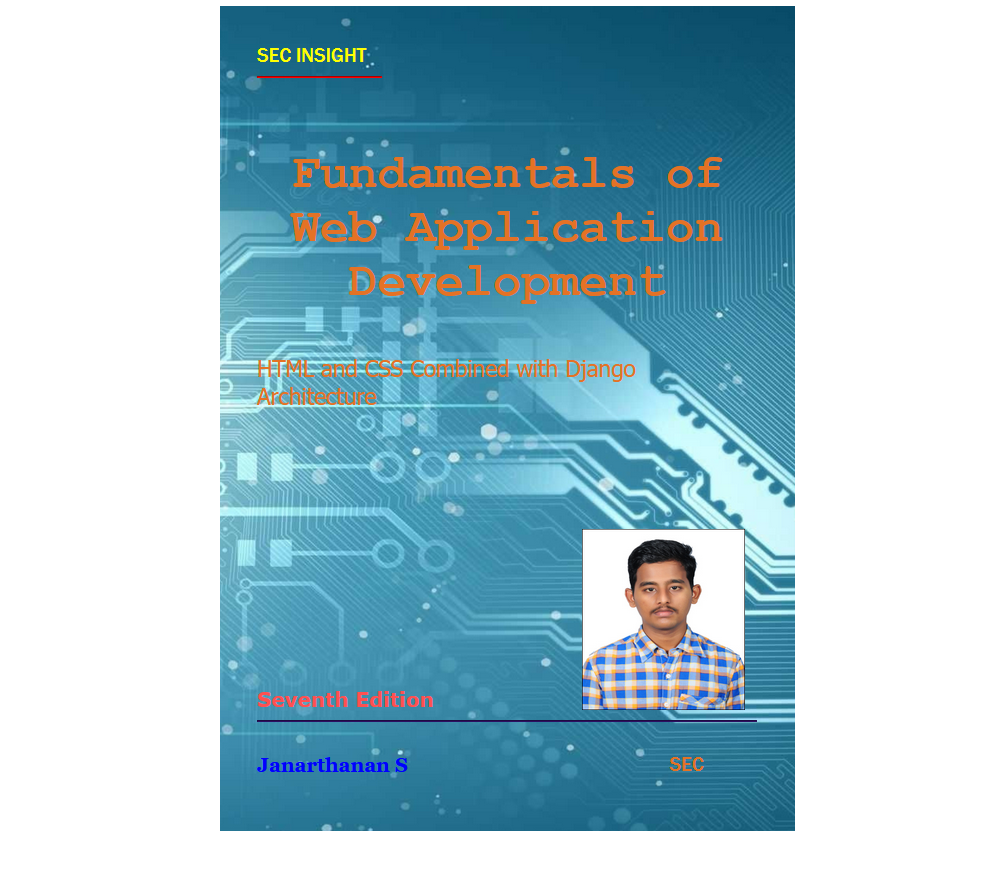 SEC INSIGHT
Fundamentals of
Web Application
Development
HTML and CSS Combined with Django
Architecture
Seventh Edition
Janarthanan S
SEC